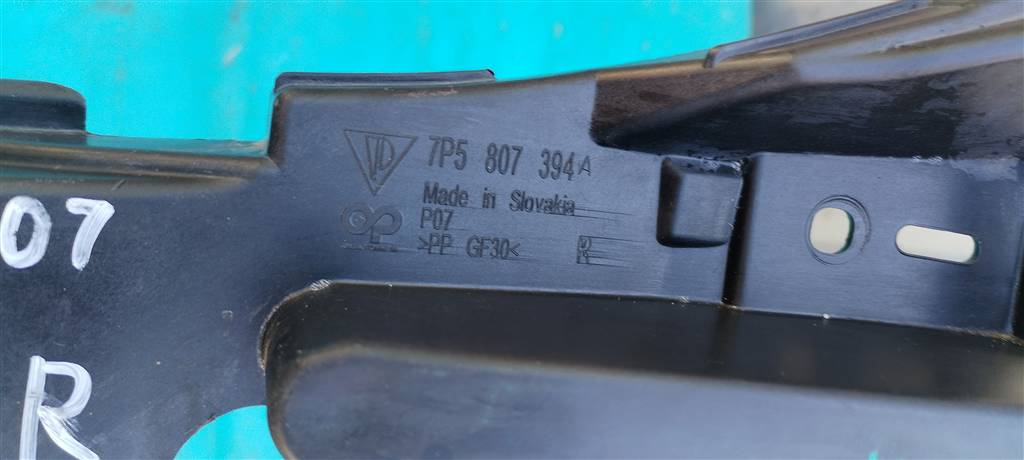 7P5 807 394 A
Made in Slovakia
P07
>PP GF30<
R
07
R